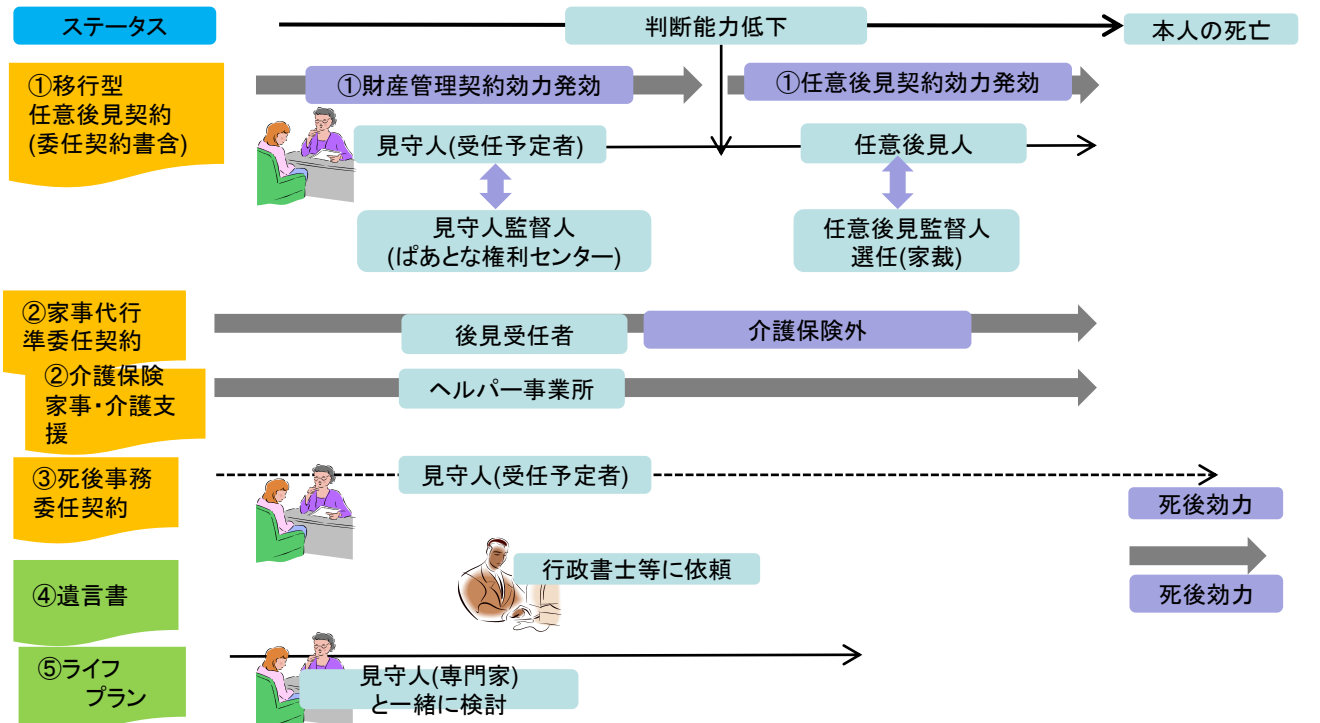 ステータス
判断能力低下
本人の死亡
①移行型
任意後見契約
(委任契約書含)
①財産管理契約効力発効
①任意後見契約効力発効
見守人(受任予定者)
任意後見人
見守人監督人
(ぱあとな権利センター)
任意後見監督人
選任(家裁)
②家事代行
準委任契約
後見受任者
介護保険外
②介護保険
家事・介護支
援
ヘルパー事業所
③死後事務
委任契約
見守人(受任予定者)
死後効力
④遺言書
行政書士等に依頼
死後効力
⑤ライフ
プラン
見守人(専門家)
と一緒に検討